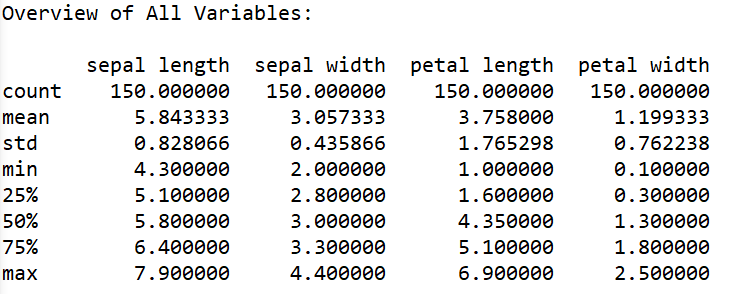 Overview of All Variables:
sepal length sepal width petal length petal width
count 150.000000 150.000000 150.000000 150.000000
mean 5.843333 3.057333 3.758000 1.199333
std 0.828066 0.435866 1.765298 0.762238
min 4.300000 2.000000 1.000000 0.100000
25% 5.100000 2.800000 1.600000 0.300000
50% 5.800000 3.000000 4.350000 1.300000
75% 6.400000 3.300000 5.100000 1.800000
max 7.900000 4.400000 6.900000 2.500000